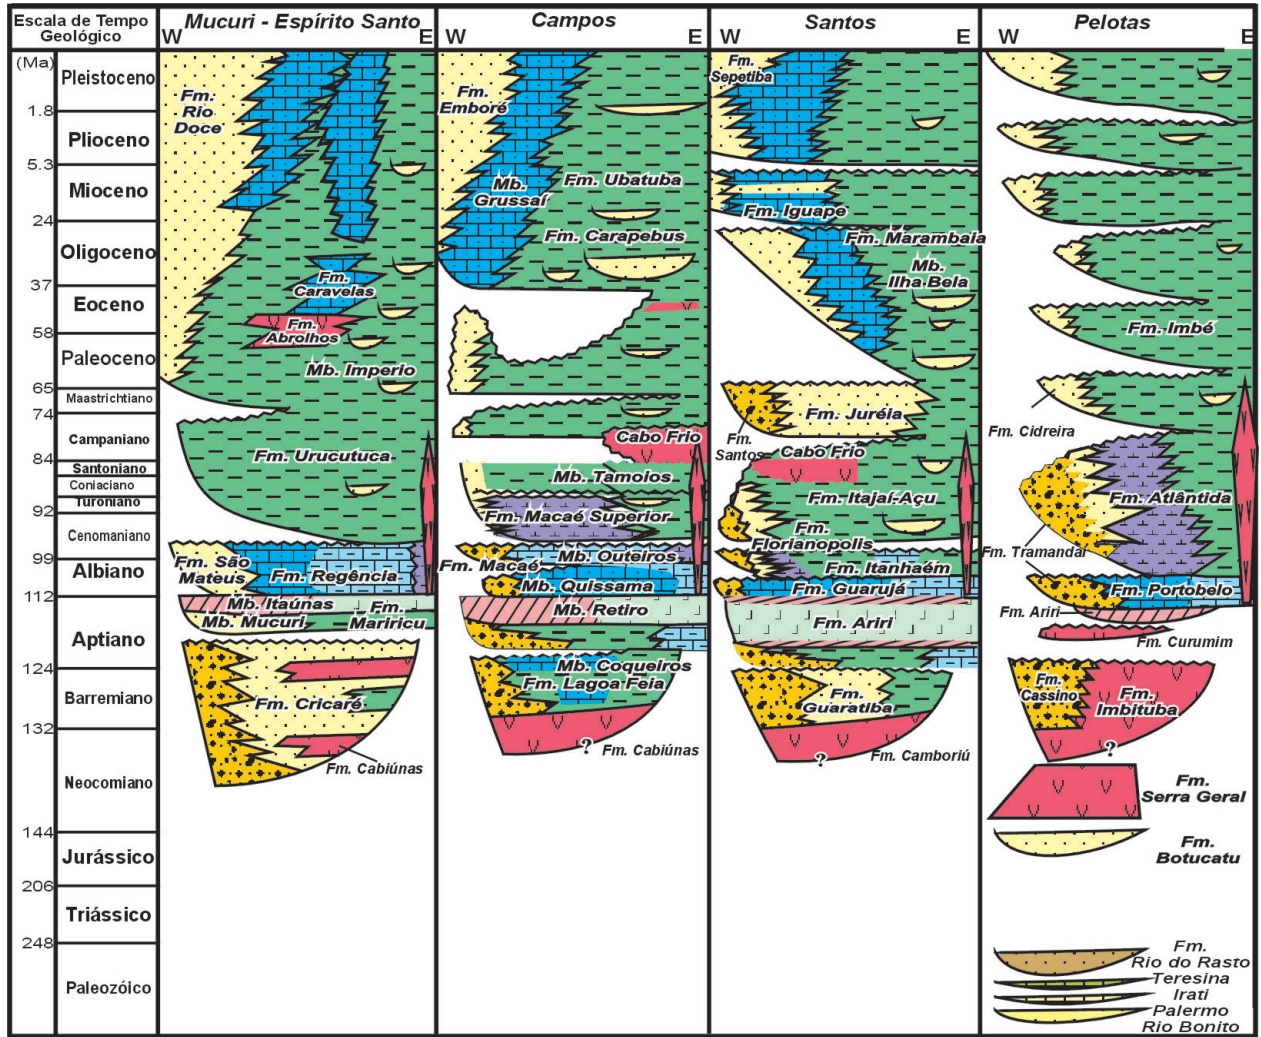 Escala de Tempo
Geológico
(Ma)
Pleistoceno
1.8
Plioceno
5.3
Mioceno
24
Oligoceno
37
Eoceno
58
Paleoceno
65
Maastrichtiano
74
Campaniano
84
Santoniano
Coniaciano
Turoniano
92
Cenomaniano
99
Albiano
112
Aptiano
124
Barremiano
132
Neocomiano
144
Jurássico
206
Triássico
248
Paleozóico
Mucuri - Espírito Santo
W E
Fm.
Rio
Doce
Fm.
Caravelas
Fm.
Abrolhos
Mb. Imperio
Fm. Urucutuca
Fm. São
Mateus
Fm. Regência
Mb. Itaúnas
Mb. Mucuri
Fm.
Mariricu
Fm. Cricaré
Fm. Cabiúnas
Campos
W E
Fm.
Emboré
Mb.
Grussaí
Fm. Ubatuba
Fm. Carapebus
Cabo Frio
Mb. Tamoios
Fm. Macaé Superior
Mb. Outeiros
Fm. Macaé
Mb. Quissama
Mb. Retiro
Mb. Coqueiros
Fm. Lagoa Feia
?
Fm. Cabiúnas
Santos
W E
Fm.
Sepetiba
Fm. Iguape
Fm. Marambaia
Mb.
Ilha Bela
Fm. Juréia
Fm.
Santos
Cabo Frio
Fm. Itajaí-Açu
Fm.
Florianopolis
Fm. Itanhaém
Fm. Guarujá
Fm. Ariri
Fm.
Guaratiba
?
Fm. Camboriú
Pelotas
W E
Fm. Imbé
Fm. Cidreira
Fm. Atlântida
Fm. Tramandaí
Fm. Portobelo
Fm. Ariri
Fm. Curumim
Fm.
Cassino
Fm.
Imbituba
?
Fm.
Serra Geral
Fm.
Botucatu
Fm.
Rio do Rasto
Teresina
Irati
Palermo
Rio Bonito